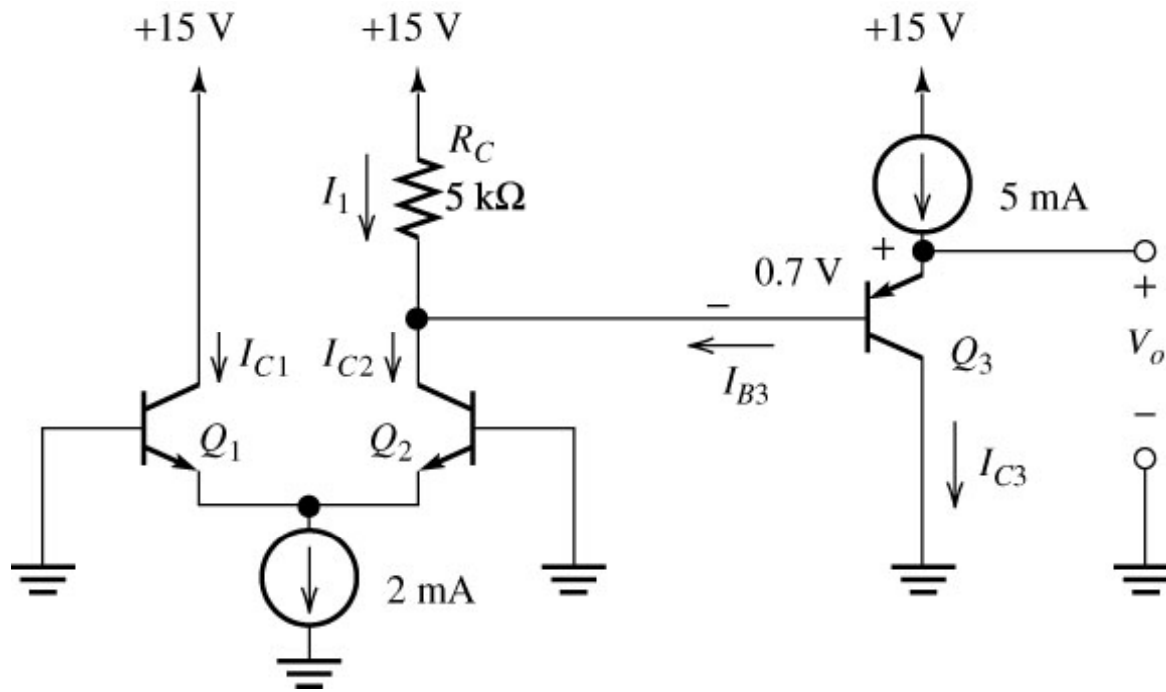 +15 V
+15 V
+15 V
R_C
I_1
5 kΩ
5 mA
+
0.7 V
−
+
I_C1
I_C2
I_B3
Q_3
V_o
Q_1
Q_2
−
I_C3
2 mA